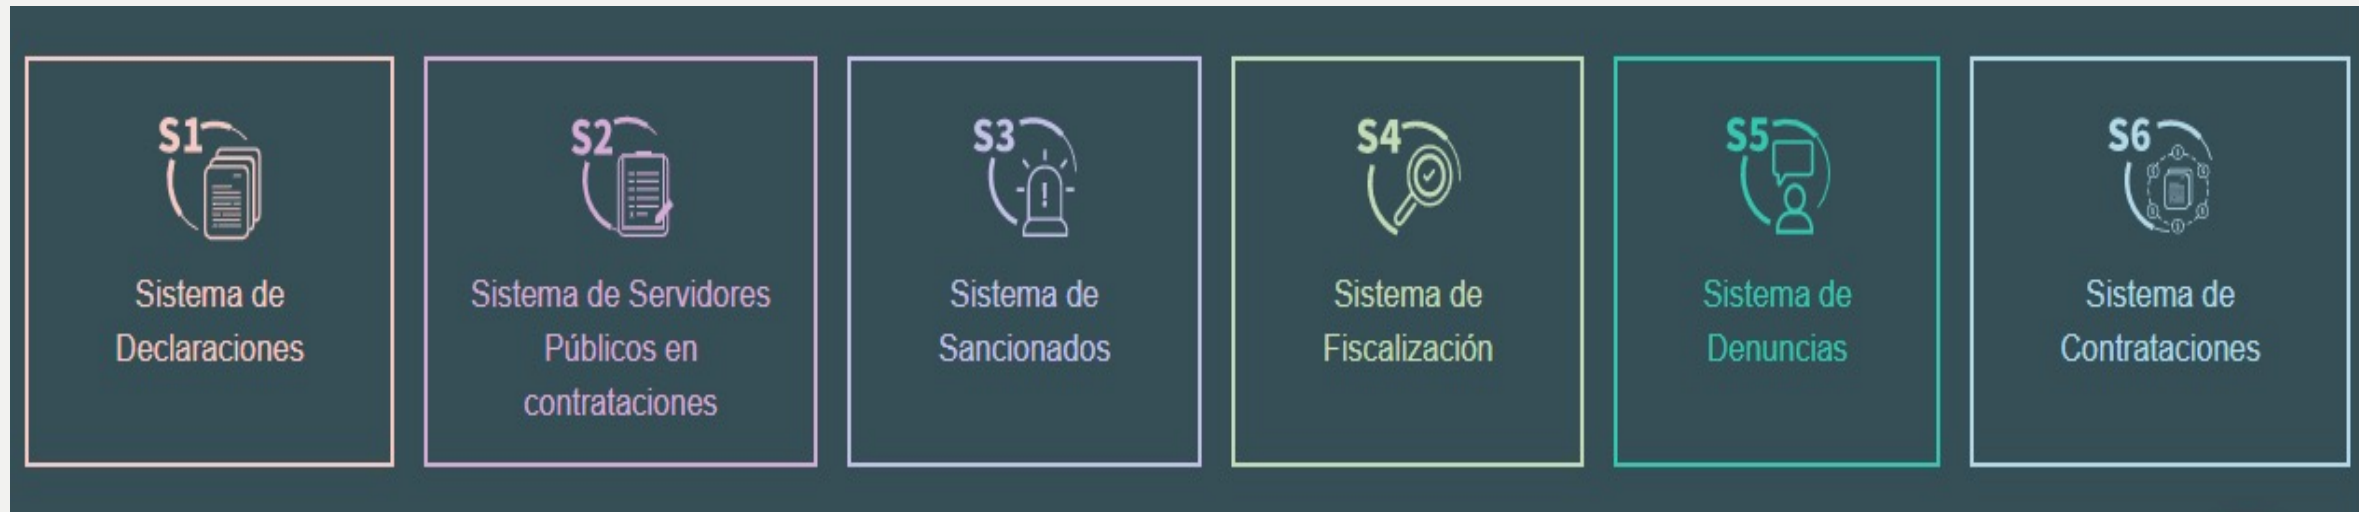 S1
Sistema de
Declaraciones
S2
Sistema de Servidores
Públicos en
contrataciones
S3
!
Sistema de
Sancionados
S4
Sistema de
Fiscalización
S5
Sistema de
Denuncias
S6
Sistema de
Contrataciones